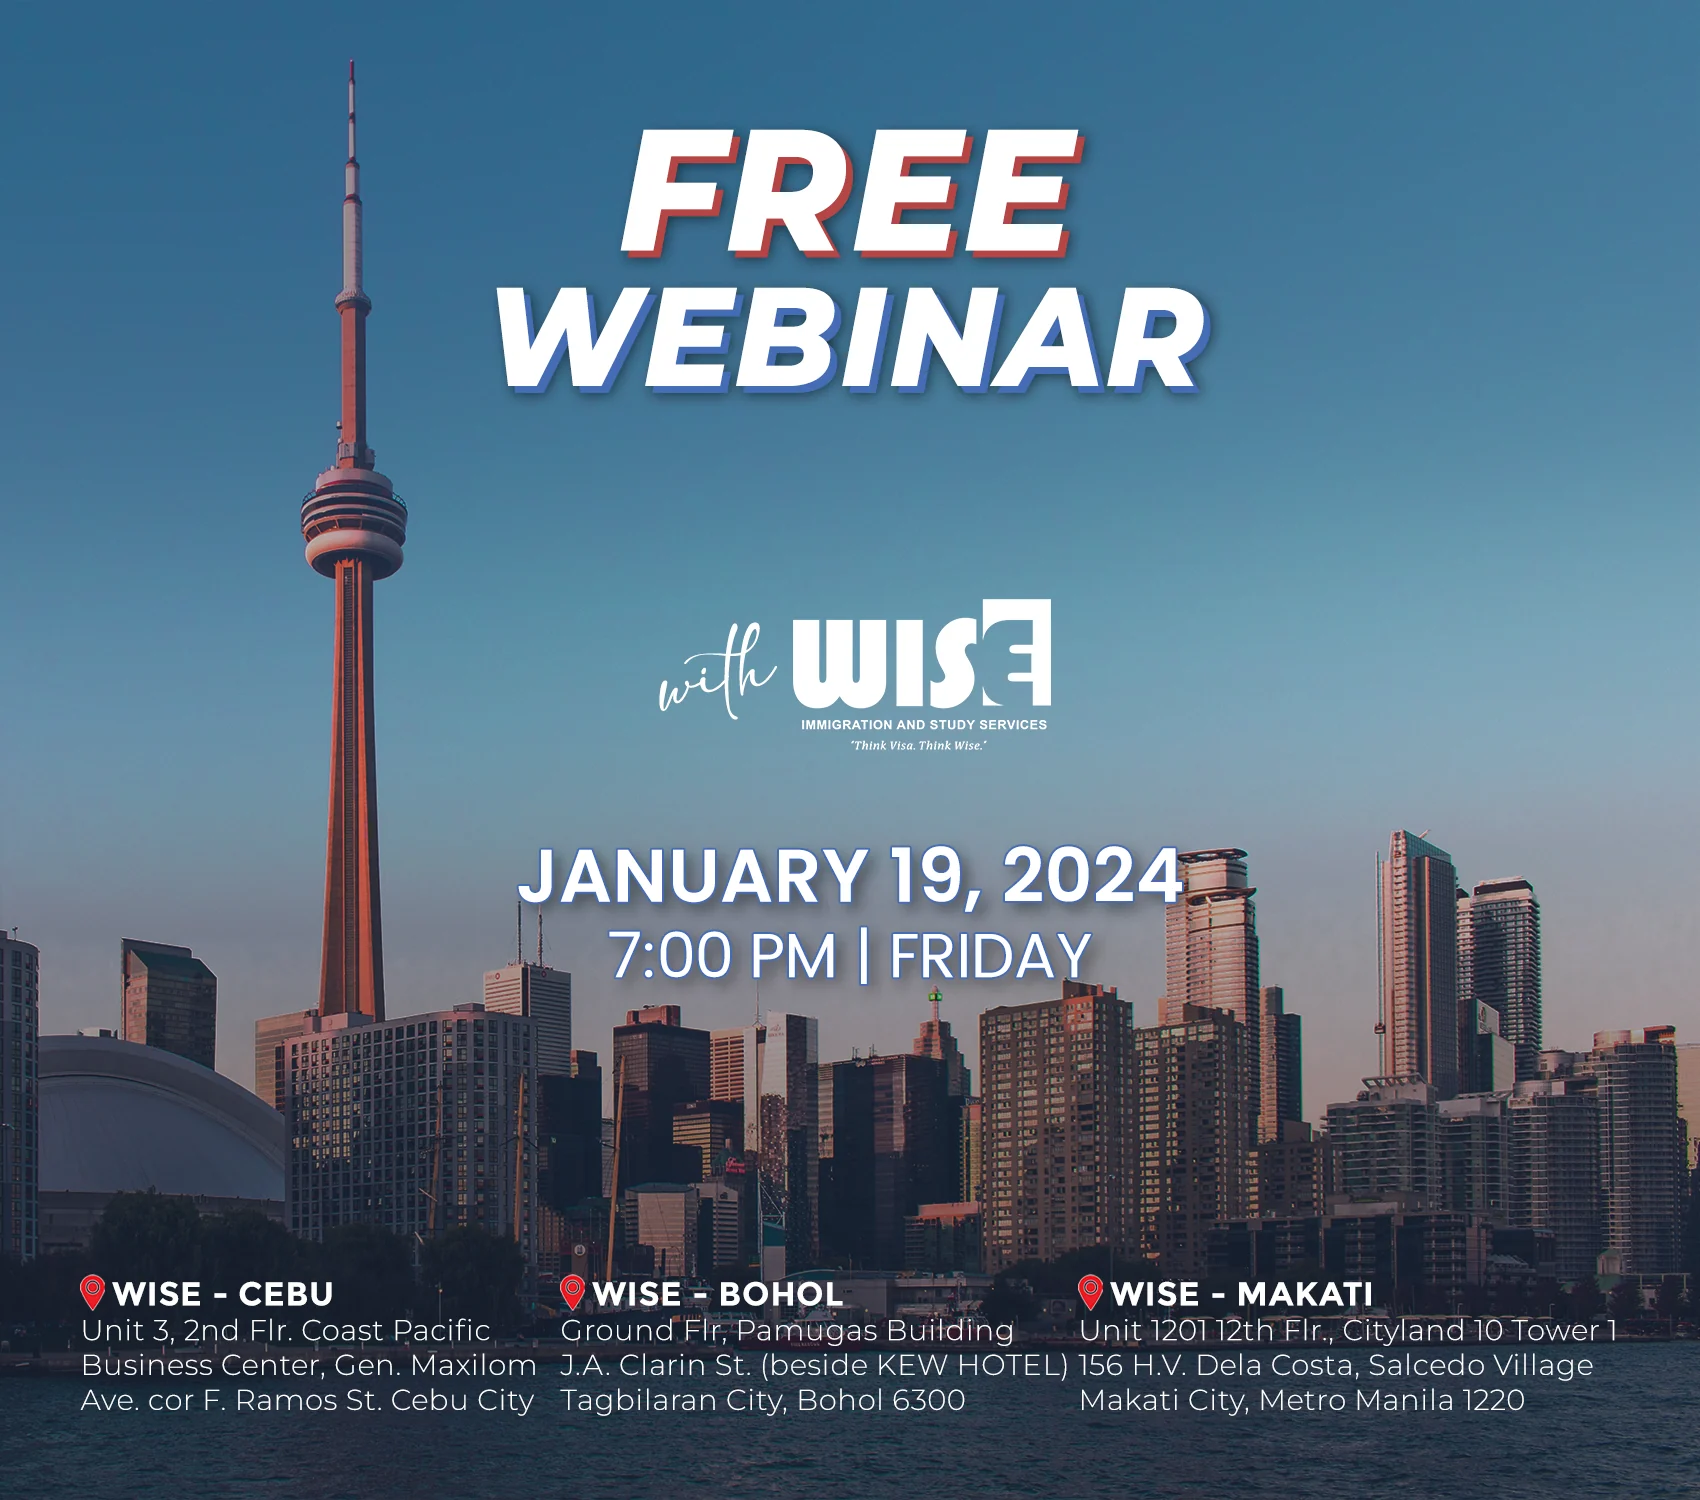 FREE
WEBINAR
with WISE
IMMIGRATION AND STUDY SERVICES
"Think Visa. Think Wise."
JANUARY 19, 2024
7:00 PM | FRIDAY
WISE - CEBU
Unit 3, 2nd Flr. Coast Pacific
Business Center, Gen. Maxilom
Ave. cor F. Ramos St. Cebu City
WISE - BOHOL
Ground Flr, Pamugas Building
J.A. Clarin St. (beside KEW HOTEL)
Tagbilaran City, Bohol 6300
WISE - MAKATI
Unit 1201 12th Flr., Cityland 10 Tower 1
156 H.V. Dela Costa, Salcedo Village
Makati City, Metro Manila 1220